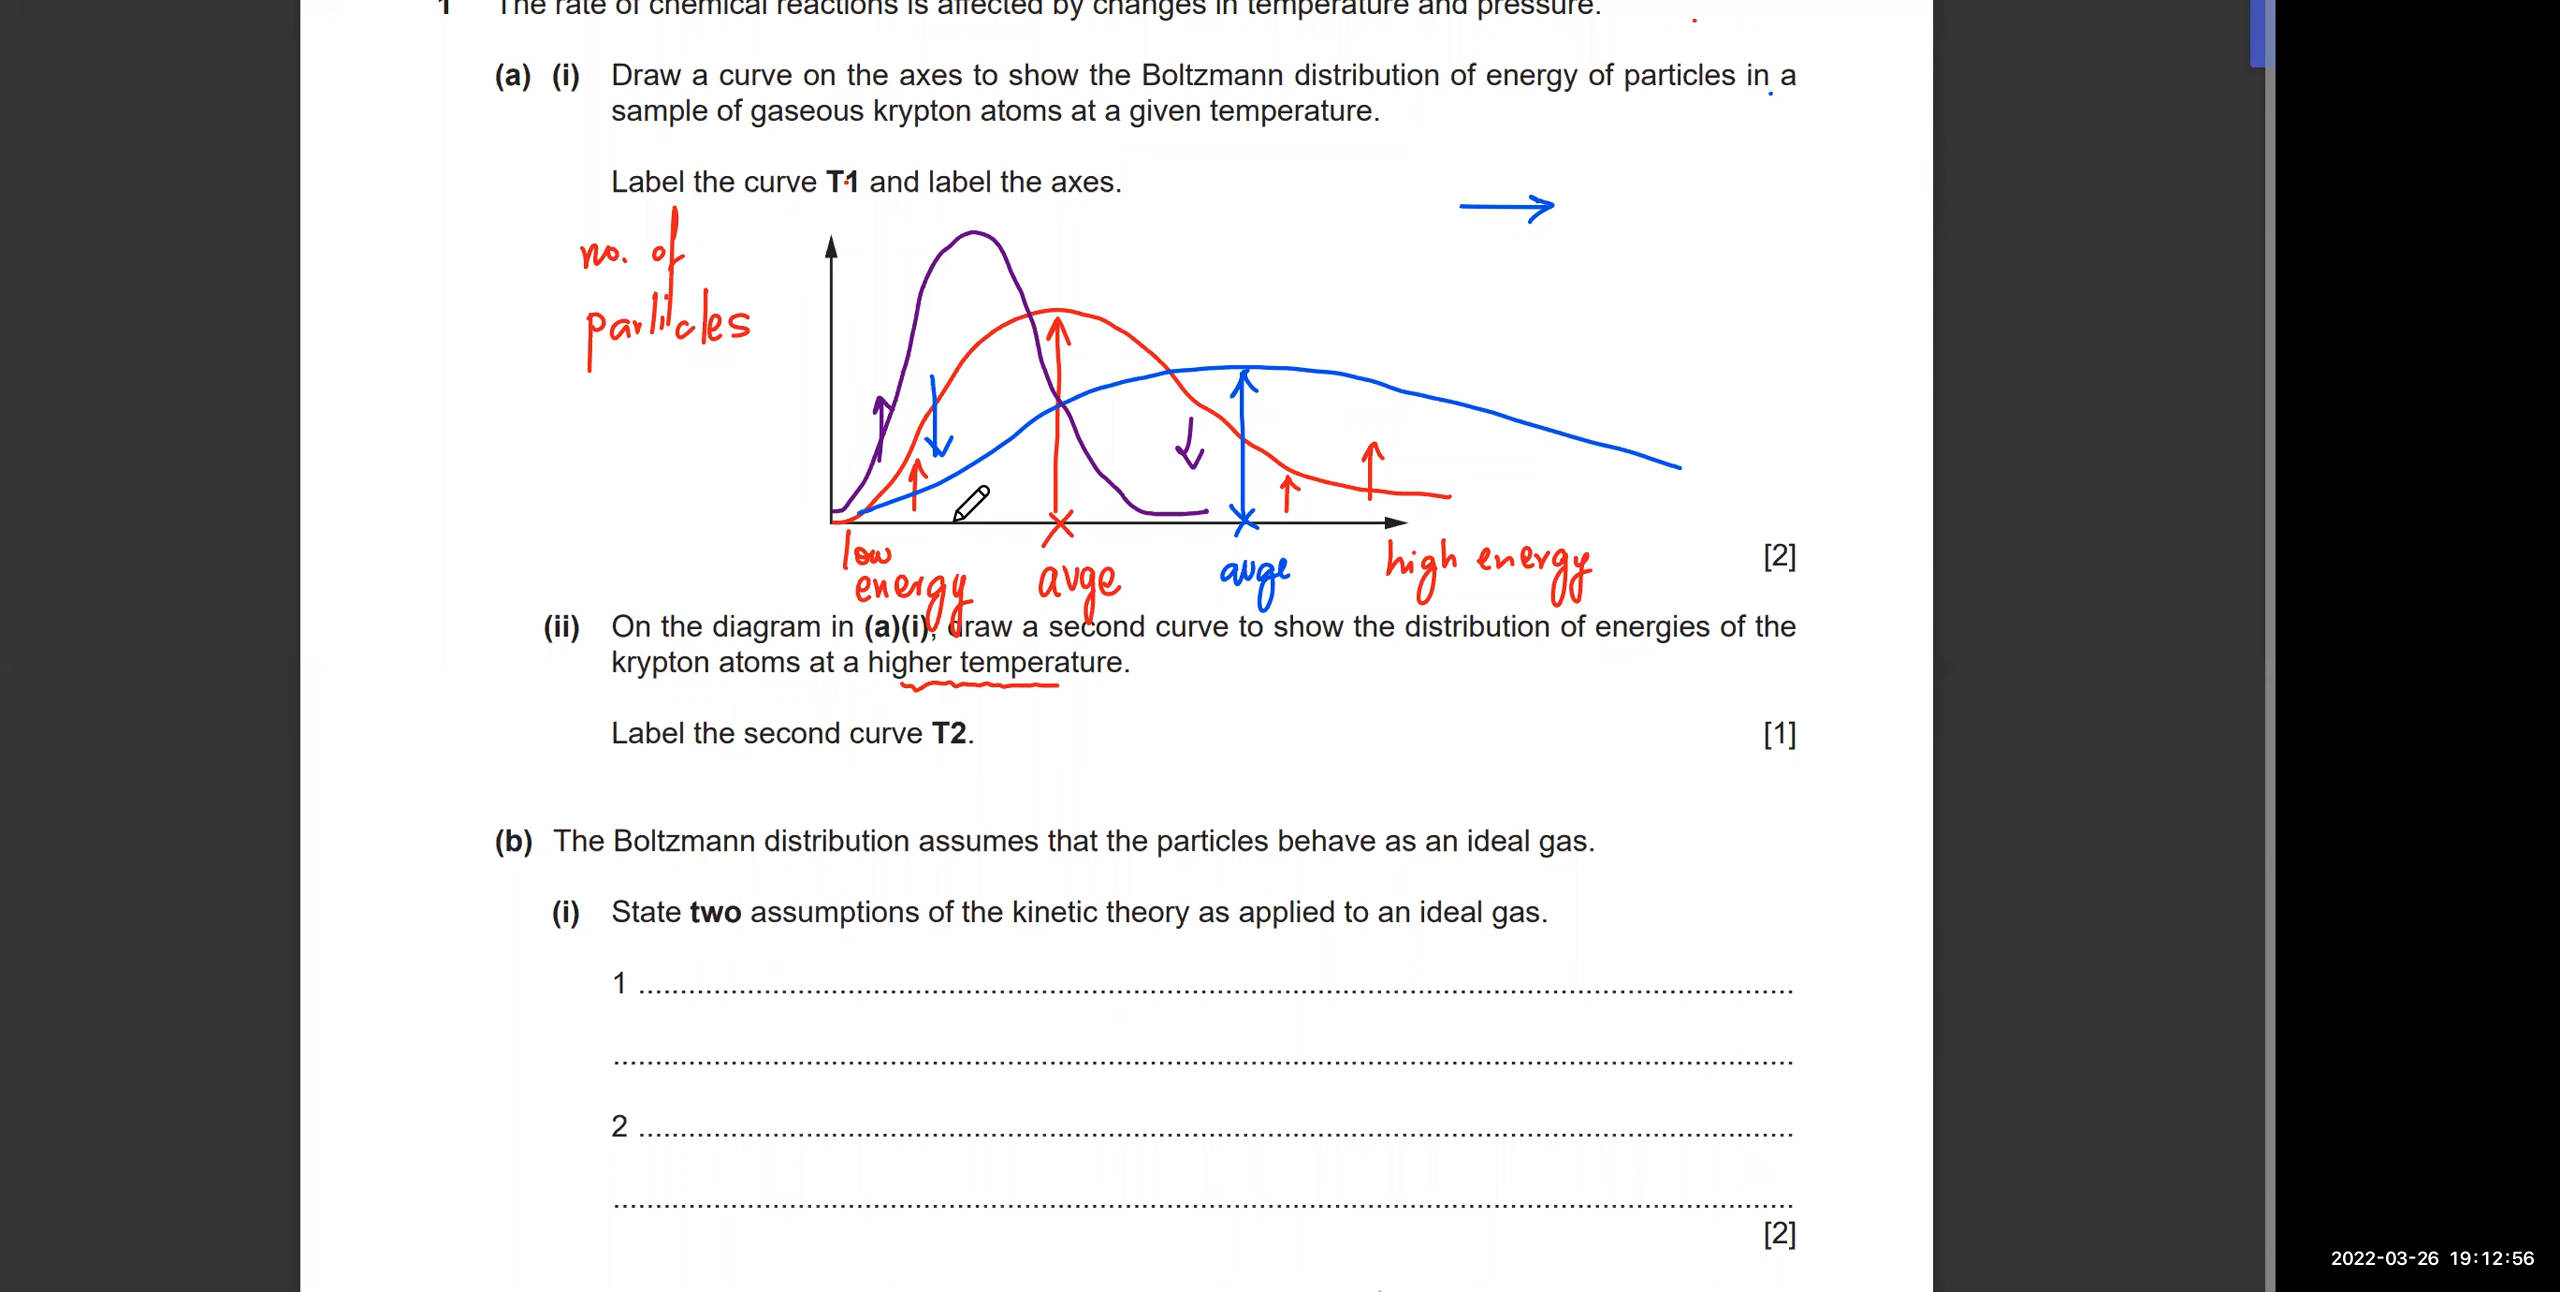 1 The rate of chemical reactions is affected by changes in temperature and pressure.
(a) (i) Draw a curve on the axes to show the Boltzmann distribution of energy of particles in a
sample of gaseous krypton atoms at a given temperature.
Label the curve T1 and label the axes.
no. of
particles
low
energy
avge
avge
high energy
[2]
(ii) On the diagram in (a)(i), draw a second curve to show the distribution of energies of the
krypton atoms at a higher temperature.
Label the second curve T2.
[1]
(b) The Boltzmann distribution assumes that the particles behave as an ideal gas.
(i) State two assumptions of the kinetic theory as applied to an ideal gas.
1
2
[2]
2022-03-26 19:12:56